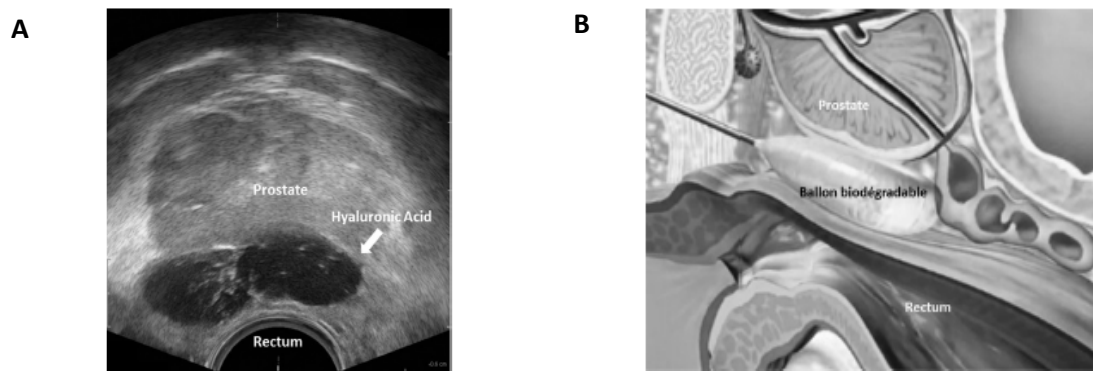 A
Prostate
Hyaluronic Acid
Rectum
B
Prostate
Ballon biodégradable
Rectum